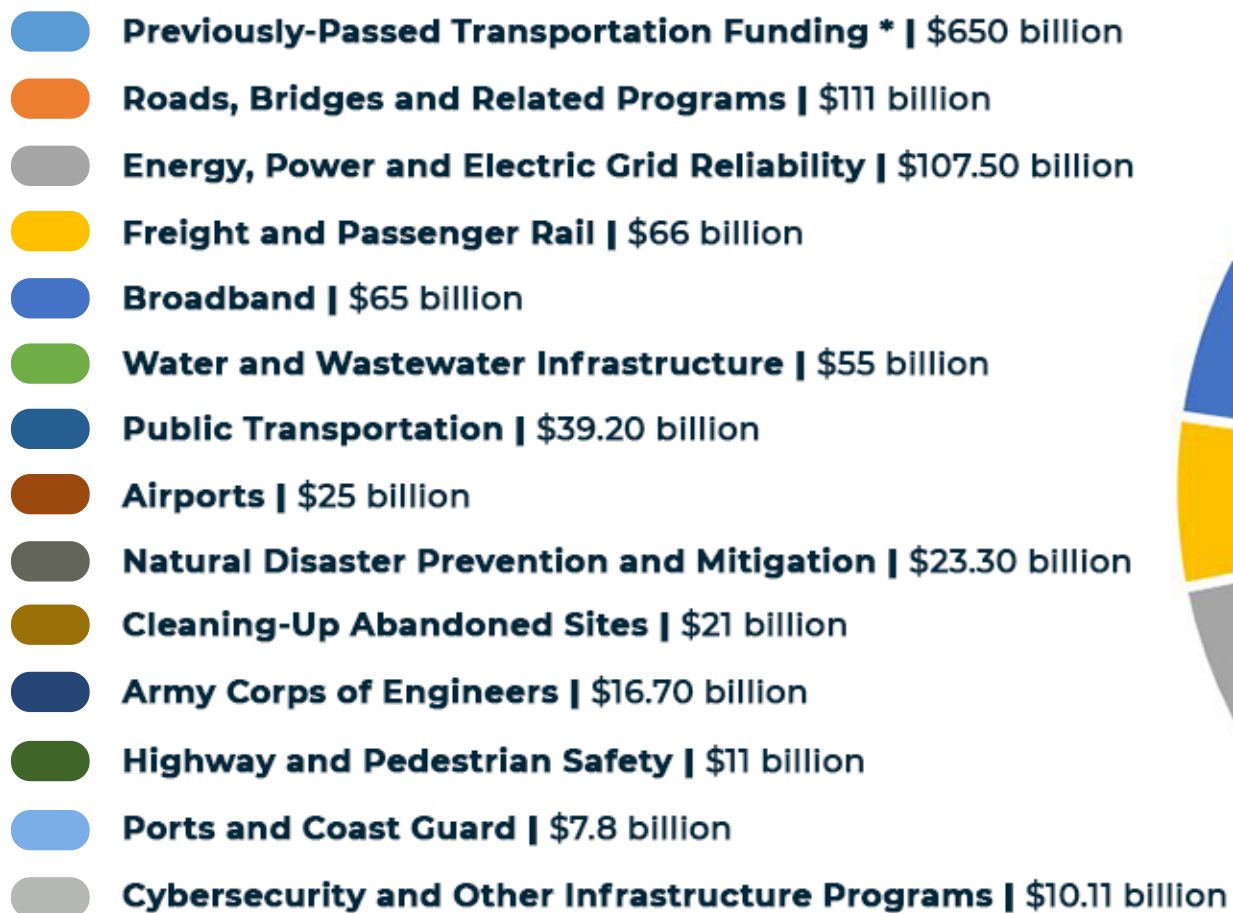 Previously-Passed Transportation Funding * | $650 billion
Roads, Bridges and Related Programs | $111 billion
Energy, Power and Electric Grid Reliability | $107.50 billion
Freight and Passenger Rail | $66 billion
Broadband | $65 billion
Water and Wastewater Infrastructure | $55 billion
Public Transportation | $39.20 billion
Airports | $25 billion
Natural Disaster Prevention and Mitigation | $23.30 billion
Cleaning-Up Abandoned Sites | $21 billion
Army Corps of Engineers | $16.70 billion
Highway and Pedestrian Safety | $11 billion
Ports and Coast Guard | $7.8 billion
Cybersecurity and Other Infrastructure Programs | $10.11 billion